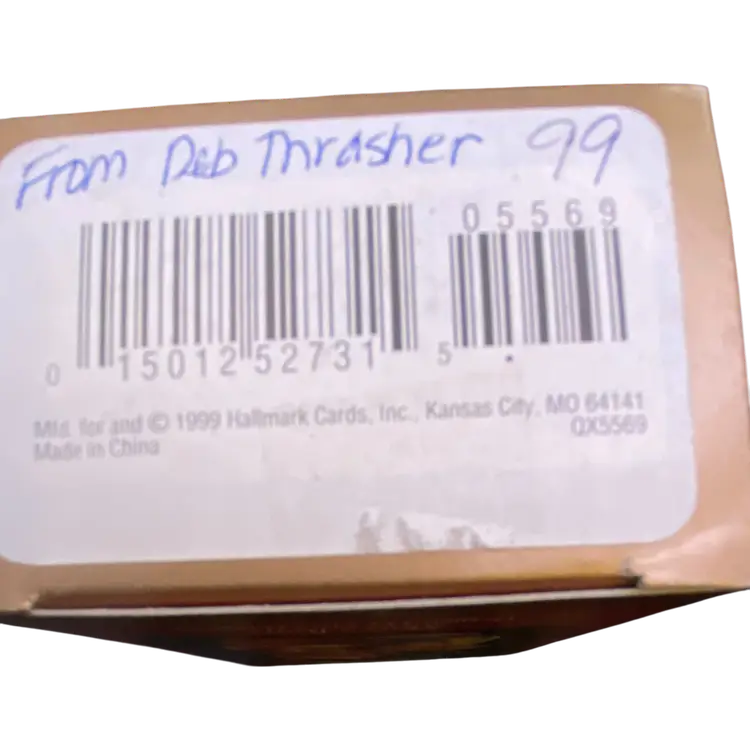 From Deb Thrasher 99
05569
0 15012 52731 5
Mfd. for and © 1999 Hallmark Cards, Inc., Kansas City, MO 64141
QX5569
Made in China